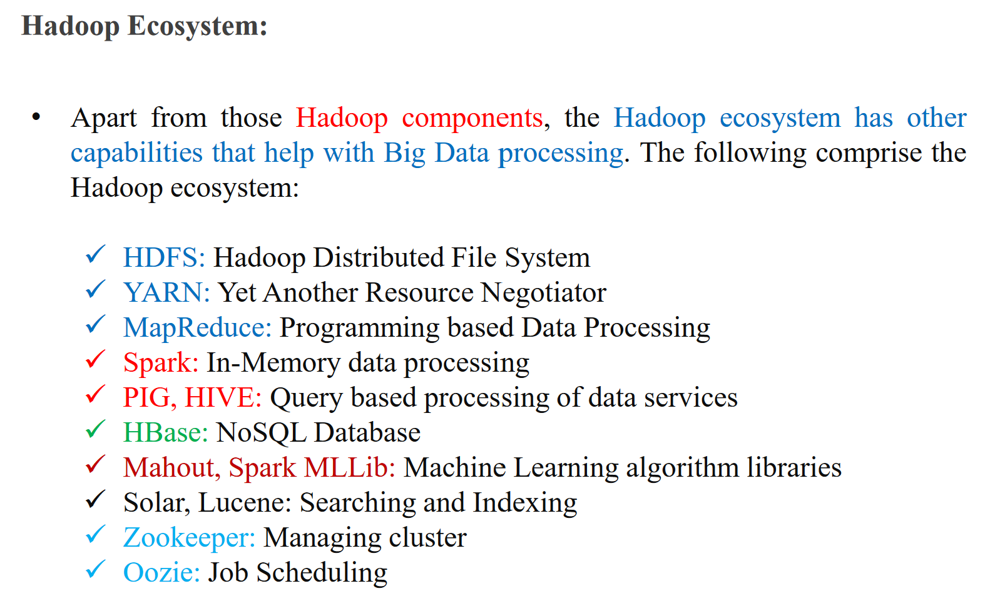 Hadoop Ecosystem:
• Apart from those Hadoop components, the Hadoop ecosystem has other
capabilities that help with Big Data processing. The following comprise the
Hadoop ecosystem:
✓ HDFS: Hadoop Distributed File System
✓ YARN: Yet Another Resource Negotiator
✓ MapReduce: Programming based Data Processing
✓ Spark: In-Memory data processing
✓ PIG, HIVE: Query based processing of data services
✓ HBase: NoSQL Database
✓ Mahout, Spark MLLib: Machine Learning algorithm libraries
✓ Solar, Lucene: Searching and Indexing
✓ Zookeeper: Managing cluster
✓ Oozie: Job Scheduling